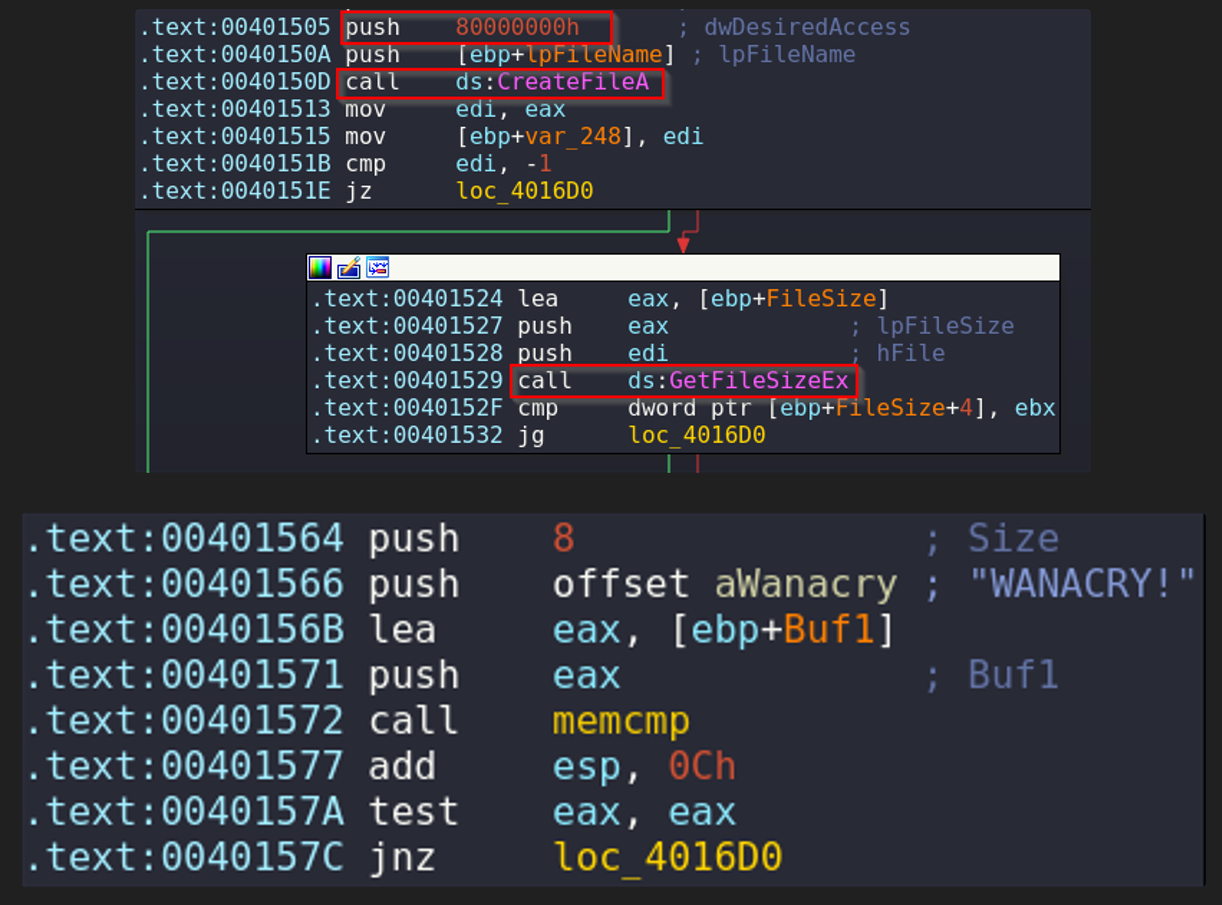 .text:00401505 push 80000000h ; dwDesiredAccess
.text:0040150A push [ebp+lpFileName] ; lpFileName
.text:0040150D call ds:CreateFileA
.text:00401513 mov edi, eax
.text:00401515 mov [ebp+var_248], edi
.text:0040151B cmp edi, -1
.text:0040151E jz loc_4016D0
.text:00401524 lea eax, [ebp+FileSize]
.text:00401527 push eax ; lpFileSize
.text:00401528 push edi ; hFile
.text:00401529 call ds:GetFileSizeEx
.text:0040152F cmp dword ptr [ebp+FileSize+4], ebx
.text:00401532 jg loc_4016D0
.text:00401564 push 8 ; Size
.text:00401566 push offset aWanacry ; "WANACRY!"
.text:0040156B lea eax, [ebp+Buf1]
.text:00401571 push eax ; Buf1
.text:00401572 call memcmp
.text:00401577 add esp, 0Ch
.text:0040157A test eax, eax
.text:0040157C jnz loc_4016D0